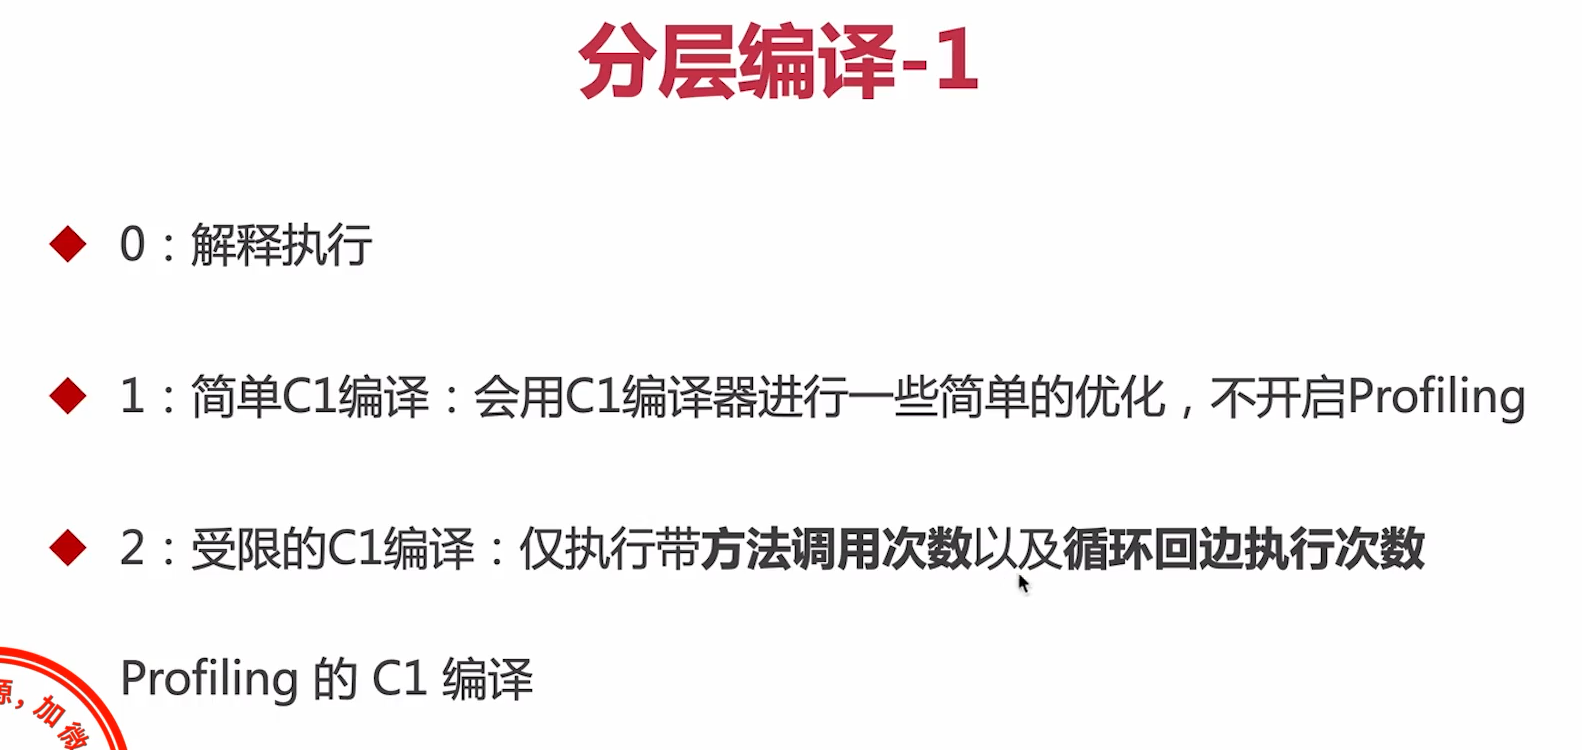 分层编译-1
0：解释执行
1：简单C1编译：会用C1编译器进行一些简单的优化，不开启Profiling
2：受限的C1编译：仅执行带方法调用次数以及循环回边执行次数
Profiling 的 C1 编译
源，加微